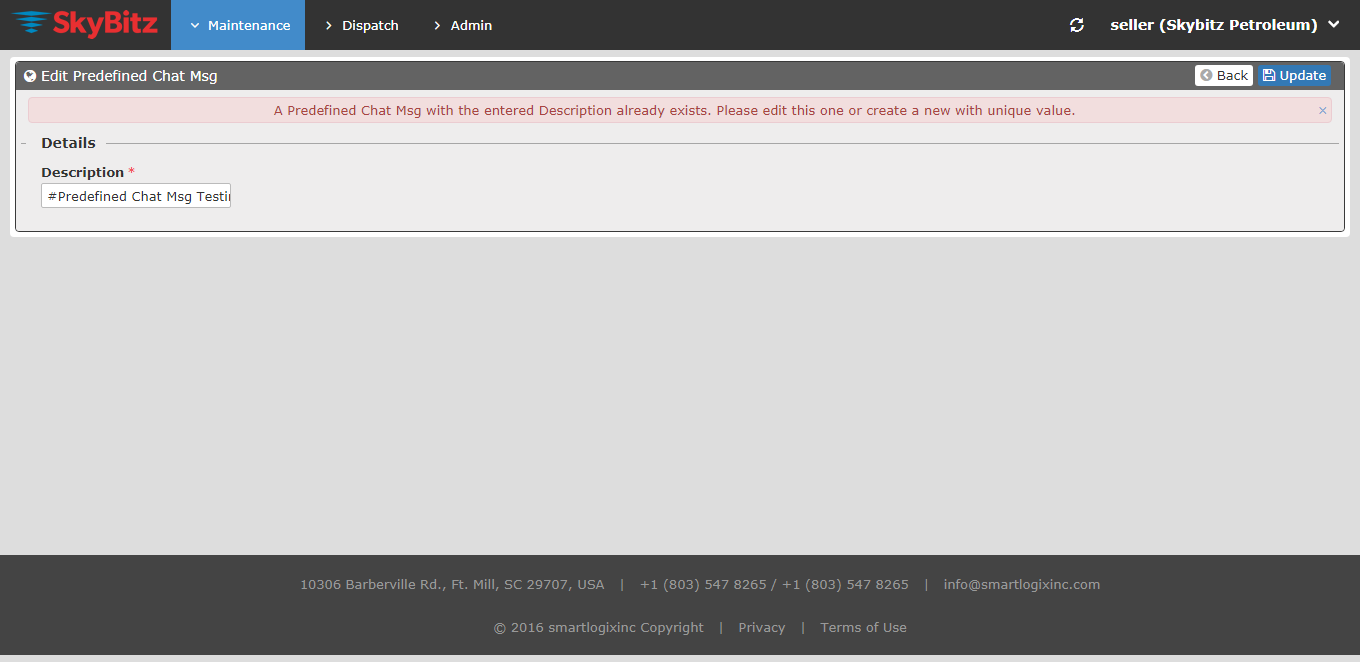 SkyBitz Maintenance Dispatch Admin seller (Skybitz Petroleum)
Edit Predefined Chat Msg Back Update
A Predefined Chat Msg with the entered Description already exists. Please edit this one or create a new with unique value. ×
Details
Description *
#Predefined Chat Msg Testi
10306 Barberville Rd., Ft. Mill, SC 29707, USA | +1 (803) 547 8265 / +1 (803) 547 8265 | info@smartlogixinc.com
© 2016 smartlogixinc Copyright | Privacy | Terms of Use